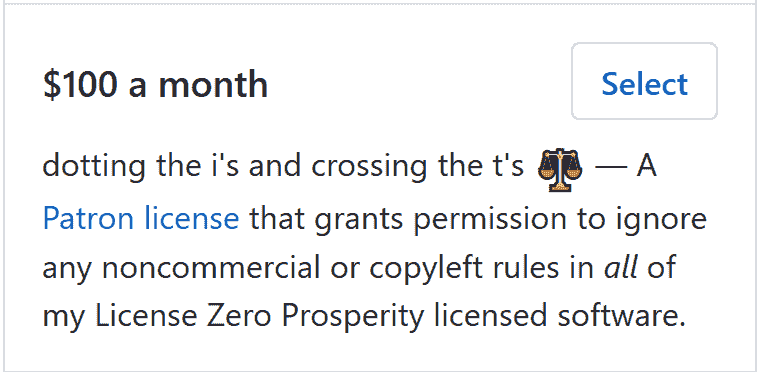 $100 a month
Select
dotting the i's and crossing the t's ⚖️ — A
Patron license that grants permission to ignore
any noncommercial or copyleft rules in all of
my License Zero Prosperity licensed software.